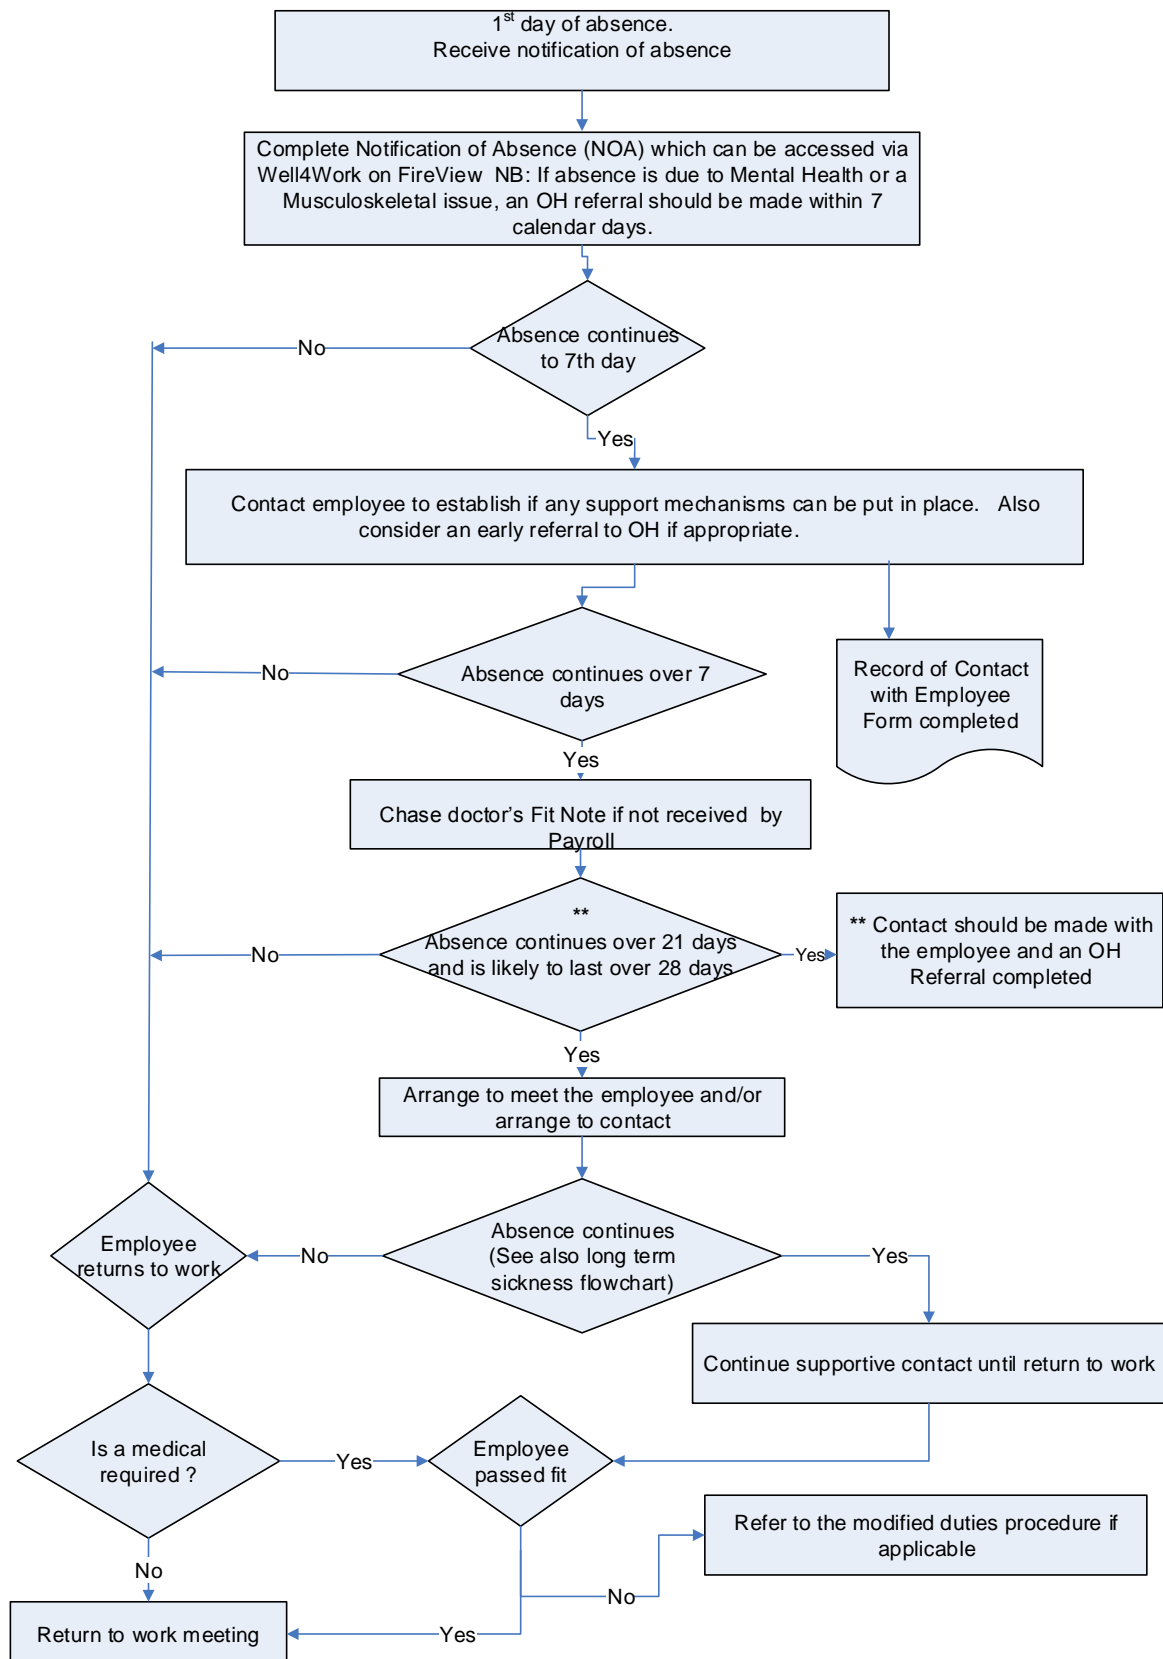 1st day of absence.
Receive notification of absence
Complete Notification of Absence (NOA) which can be accessed via
Well4Work on FireView  NB: If absence is due to Mental Health or a
Musculoskeletal issue, an OH referral should be made within 7
calendar days.
Absence continues
to 7th day
No
Yes
Contact employee to establish if any support mechanisms can be put in place.   Also
consider an early referral to OH if appropriate.
Absence continues over 7
days
No
Record of Contact
with Employee
Form completed
Yes
Chase doctor's Fit Note if not received  by
Payroll
**
Absence continues over 21 days
and is likely to last over 28 days
No
Yes
** Contact should be made with
the employee and an OH
Referral completed
Yes
Arrange to meet the employee and/or
arrange to contact
Absence continues
(See also long term
sickness flowchart)
No
Yes
Employee
returns to work
Continue supportive contact until return to work
Is a medical
required ?
Yes
Employee
passed fit
Refer to the modified duties procedure if
applicable
No
No
Return to work meeting
Yes